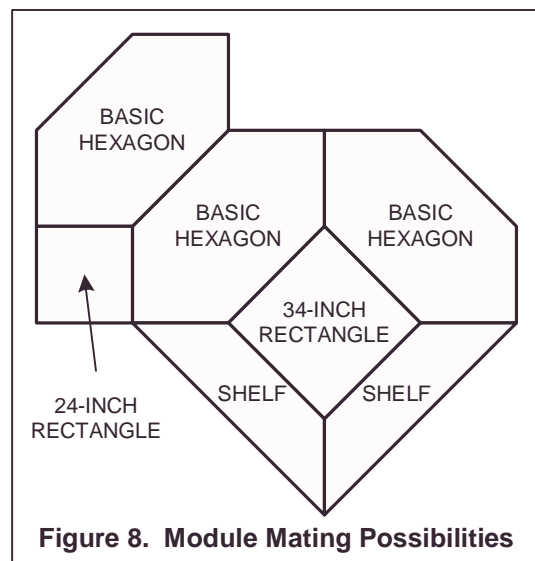 BASIC
HEXAGON
BASIC
HEXAGON
BASIC
HEXAGON
34-INCH
RECTANGLE
SHELF
SHELF
24-INCH
RECTANGLE
Figure 8. Module Mating Possibilities